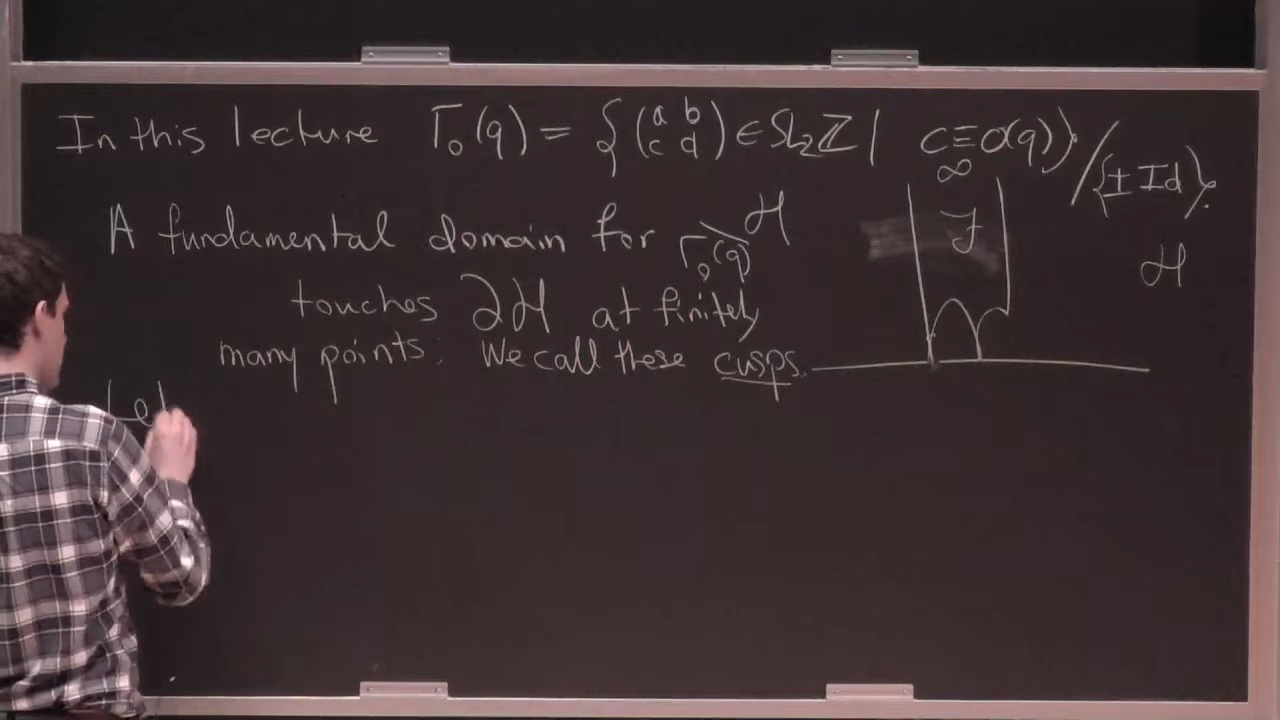 In this lecture Γ₀(q) = { (a b c d) ∈ SL₂ℤ | c ≡ 0(q) } / {± Id}.
A fundamental domain for Γ₀(q)\ℋ
touches ∂ℋ at finitely
many points. We call these cusps.
Let
∞
ℱ
ℋ